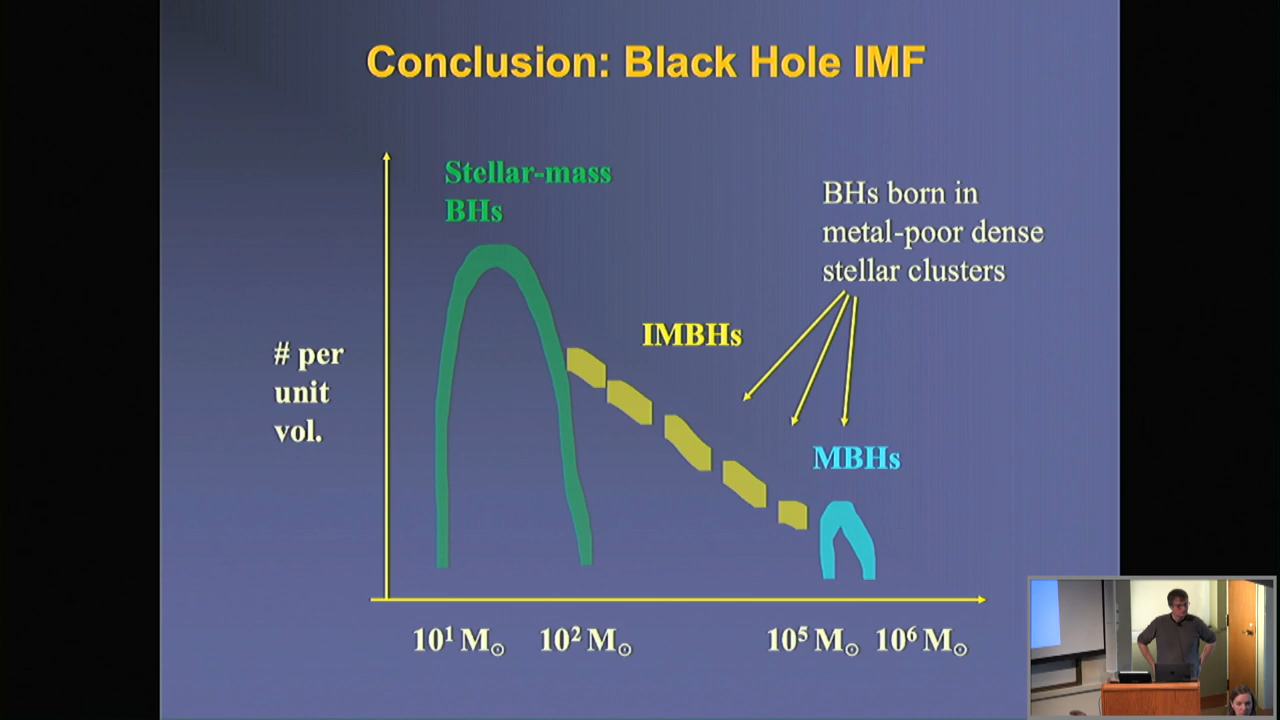 Conclusion: Black Hole IMF
Stellar-mass
BHs
BHs born in
metal-poor dense
stellar clusters
IMBHs
# per
unit
vol.
MBHs
10¹ M☉ 10² M☉ 10⁵ M☉ 10⁶ M☉